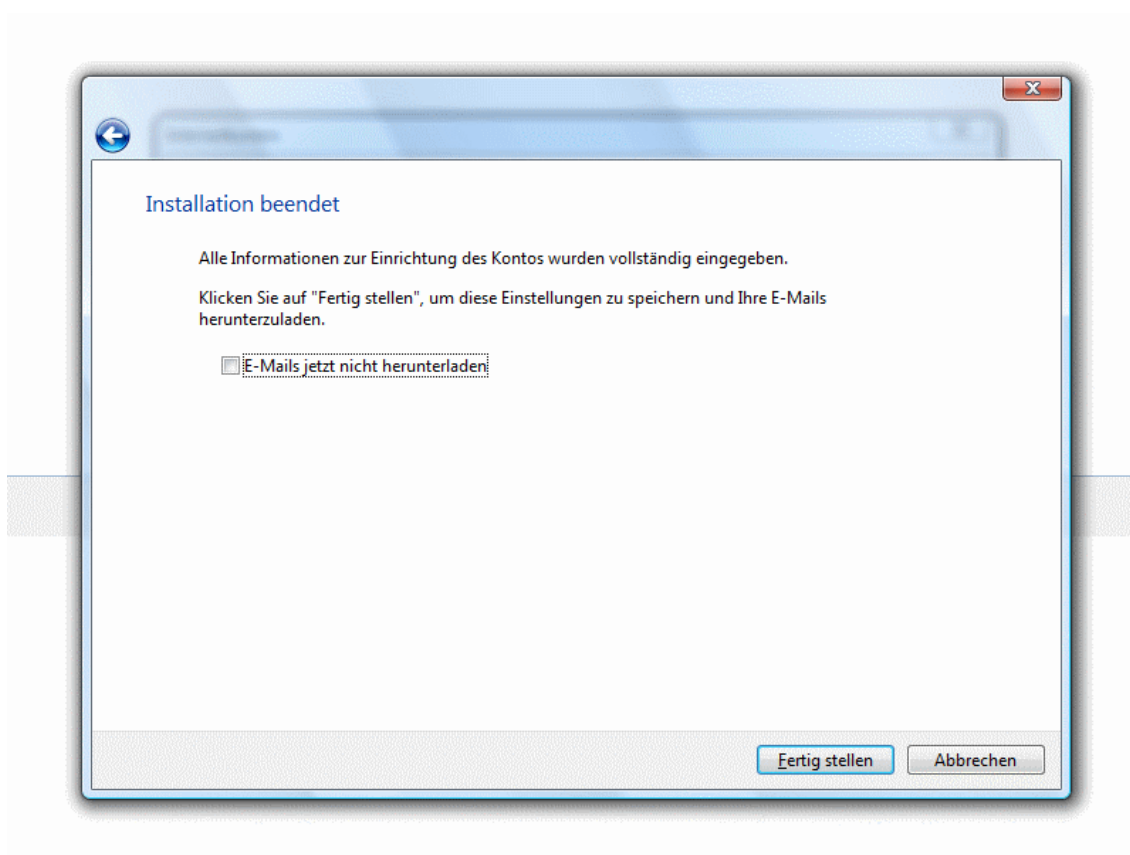 Installation beendet
Alle Informationen zur Einrichtung des Kontos wurden vollständig eingegeben.
Klicken Sie auf "Fertig stellen", um diese Einstellungen zu speichern und Ihre E-Mails
herunterzuladen.
E-Mails jetzt nicht herunterladen
Fertig stellen
Abbrechen